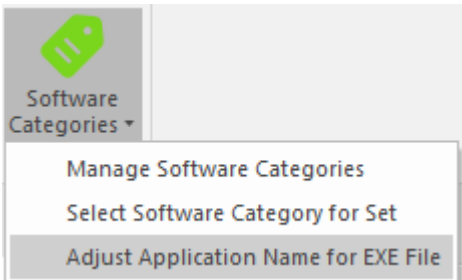 Software
Categories
Manage Software Categories
Select Software Category for Set
Adjust Application Name for EXE File